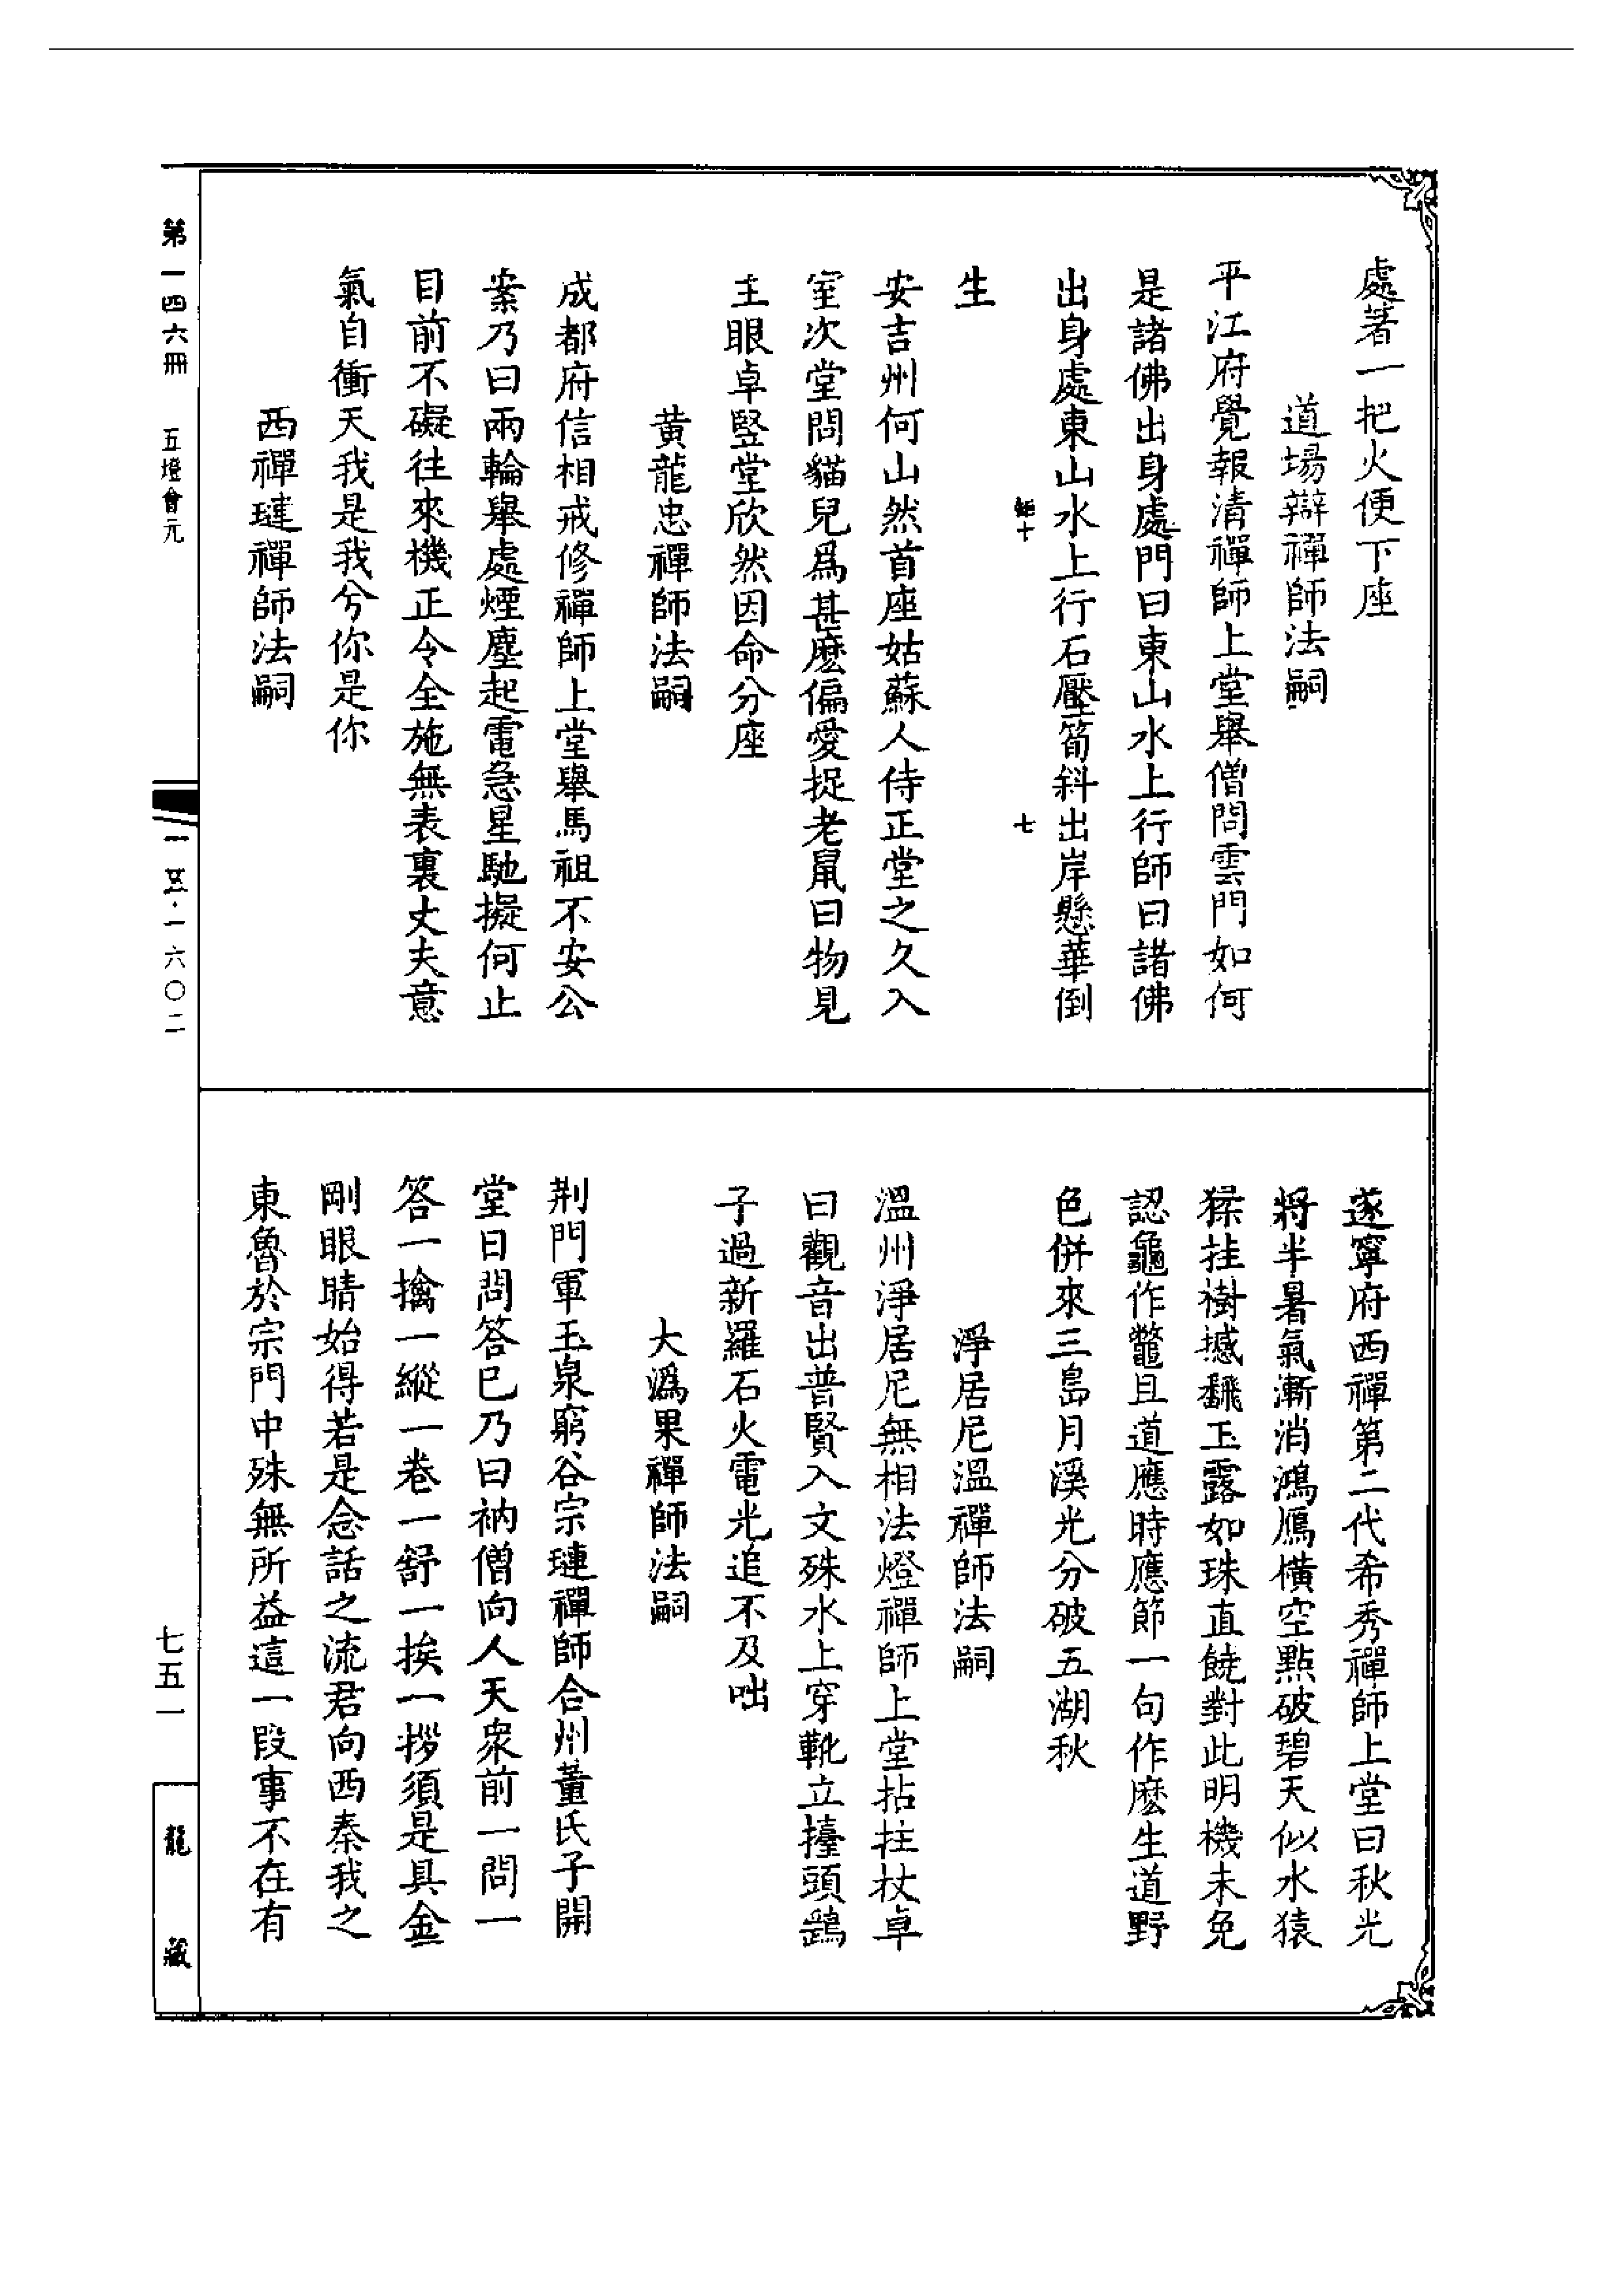 處著一把火便下座
道場辯禪師法嗣
平江府覺報清禪師上堂舉僧問雲門如何
是諸佛出身處門曰東山水上行師曰諸佛
出身處東山水上行石壓筍斜出岸懸華倒
十 七
生
安吉州何山然首座姑蘇人侍正堂之久入
室次堂問貓兒爲甚麽偏愛捉老鼠曰物見
主眼卓竪堂欣然因命分座
黄龍忠禪師法嗣
成都府信相戒修禪師上堂舉馬祖不安公
案乃曰兩輪舉處煙塵起電急星馳擬何止
目前不礙往來機正令全施無表裏丈夫意
氣自衝天我是我兮你是你
西禪璉禪師法嗣
遂寧府西禪第二代希秀禪師上堂曰秋光
將半暑氣漸消鴻鴈横空點破碧天似水猿
猱挂樹撼飜玉露如珠直饒對此明機未免
認龜作鼈且道應時應節一句作麽生道野
色併來三島月溪光分破五湖秋
淨居尼温禪師法嗣
溫州淨居尼無相法燈禪師上堂拈拄杖卓
曰觀音出普賢入文殊水上穿靴立擡頭鷂
子過新羅石火電光追不及咄
大潙果禪師法嗣
荆門軍玉泉窮谷宗璉禪師合州董氏子開
堂日問答已乃曰衲僧向人天衆前一問一
答一擒一縱一卷一舒一挨一拶須是具金
剛眼睛始得若是念話之流君向西秦我之
東魯於宗門中殊無所益這一段事不在有
第一四六冊 五燈會元
一五五·一六〇二
七五一
龍藏